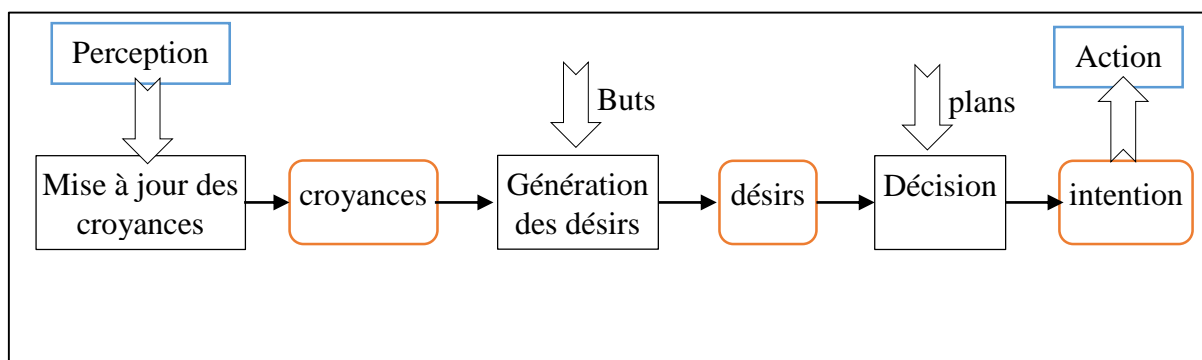 Perception
Action
Buts
plans
Mise à jour des
croyances
croyances
Génération
des désirs
désirs
Décision
intention